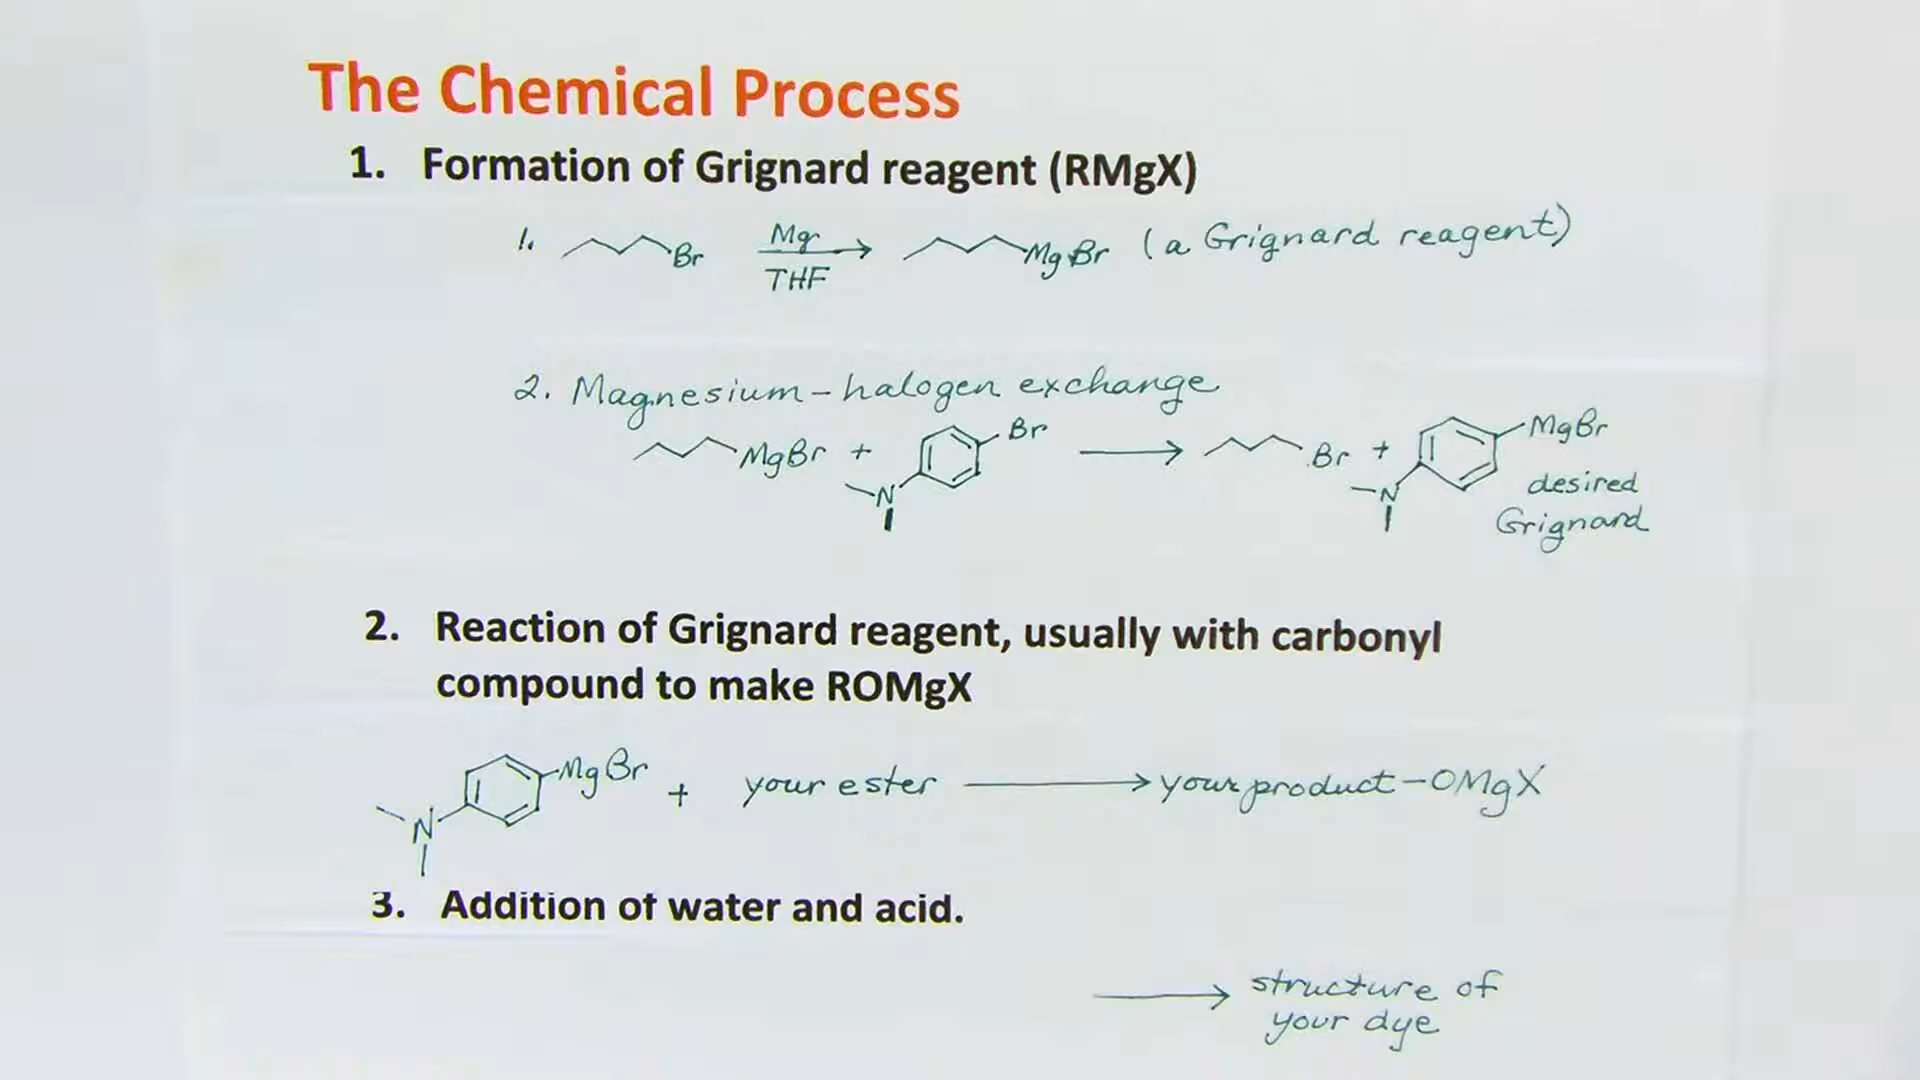 The Chemical Process
1. Formation of Grignard reagent (RMgX)
1. Br Mg THF MgBr (a Grignard reagent)
2. Magnesium-halogen exchange
MgBr + Br N Br + MgBr N
desired
Grignard
2. Reaction of Grignard reagent, usually with carbonyl
compound to make ROMgX
N MgBr + your ester your product-OMgX
3. Addition of water and acid.
structure of
your dye